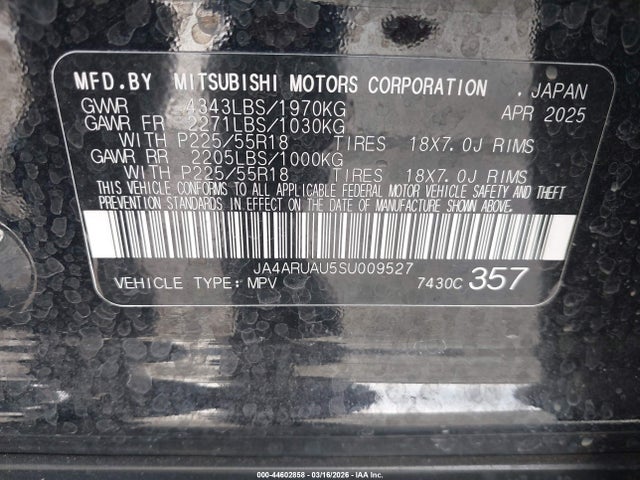 MFD.BY MITSUBISHI MOTORS CORPORATION . JAPAN
GWWR 4343LBS/1970KG APR 2025
GAWR FR 2271LBS/1030KG
WITH P225/55R18 TIRES 18X7.0J RIMS
GAWR RR 2205LBS/1000KG
WITH P225/55R18 TIRES 18X7.0J RIMS
THIS VEHICLE CONFORMS TO ALL APPLICABLE FEDERAL MOTOR VEHICLE SAFETY AND THEFT
PREVENTION STANDARDS IN EFFECT ON THE DATE OF MANUFACTURE SHOWN ABOVE.
JA4ARUAU5SU009527
VEHICLE TYPE: MPV 7430C 357
000-44602858 - 03/16/2026 - IAA Inc.